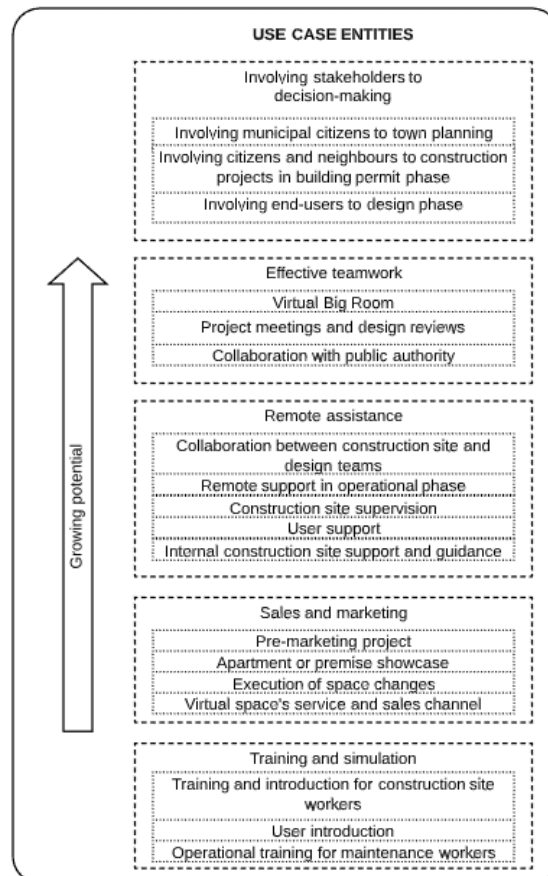 USE CASE ENTITIES
Involving stakeholders to
decision-making
Involving municipal citizens to town planning
Involving citizens and neighbours to construction
projects in building permit phase
Involving end-users to design phase
Effective teamwork
Virtual Big Room
Project meetings and design reviews
Collaboration with public authority
Remote assistance
Collaboration between construction site and
design teams
Remote support in operational phase
Construction site supervision
User support
Internal construction site support and guidance
Sales and marketing
Pre-marketing project
Apartment or premise showcase
Execution of space changes
Virtual space's service and sales channel
Training and simulation
Training and introduction for construction site
workers
User introduction
Operational training for maintenance workers
Growing potential